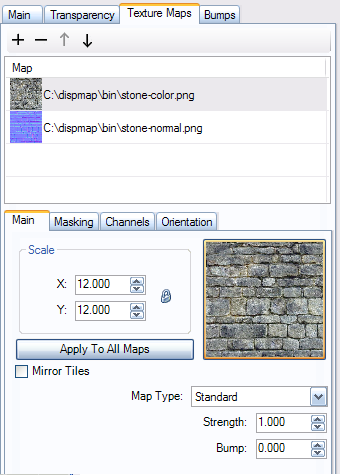 Main Transparency Texture Maps Bumps
Map
C:\dispmap\bin\stone-color.png
C:\dispmap\bin\stone-normal.png
Main Masking Channels Orientation
Scale
X: 12.000
Y: 12.000
Apply To All Maps
Mirror Tiles
Map Type: Standard
Strength: 1.000
Bump: 0.000